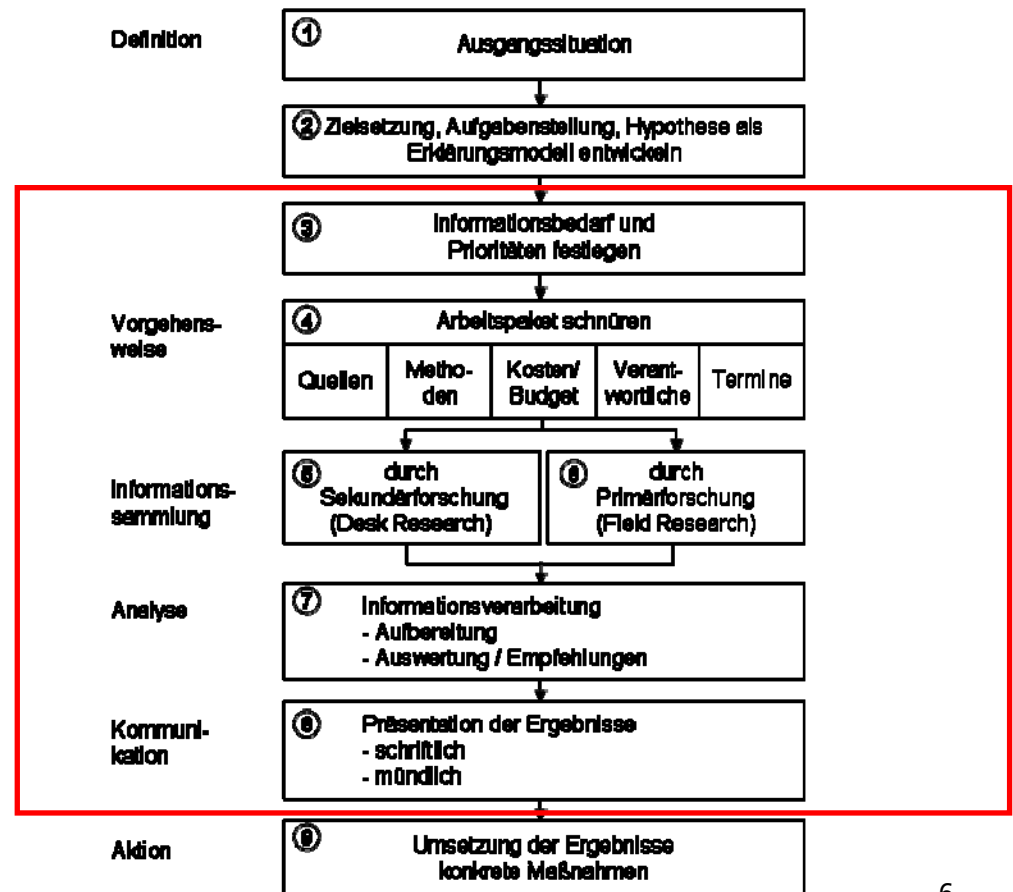 Definition
① Ausgangssituation
② Zielsetzung, Aufgabenstellung, Hypothese als
Erklärungsmodell entwickeln
③ Informationsbedarf und
Prioritäten festlegen
Vorgehens-
weise
④ Arbeitspaket schnüren
Quellen
Metho-
den
Kosten/
Budget
Verant-
wortliche
Termine
Informations-
sammlung
⑤ durch
Sekundärforschung
(Desk Research)
⑥ durch
Primärforschung
(Field Research)
Analyse
⑦ Informationsverarbeitung
- Aufbereitung
- Auswertung / Empfehlungen
Kommuni-
kation
⑧ Präsentation der Ergebnisse
- schriftlich
- mündlich
Aktion
⑨ Umsetzung der Ergebnisse
konkrete Maßnahmen
6